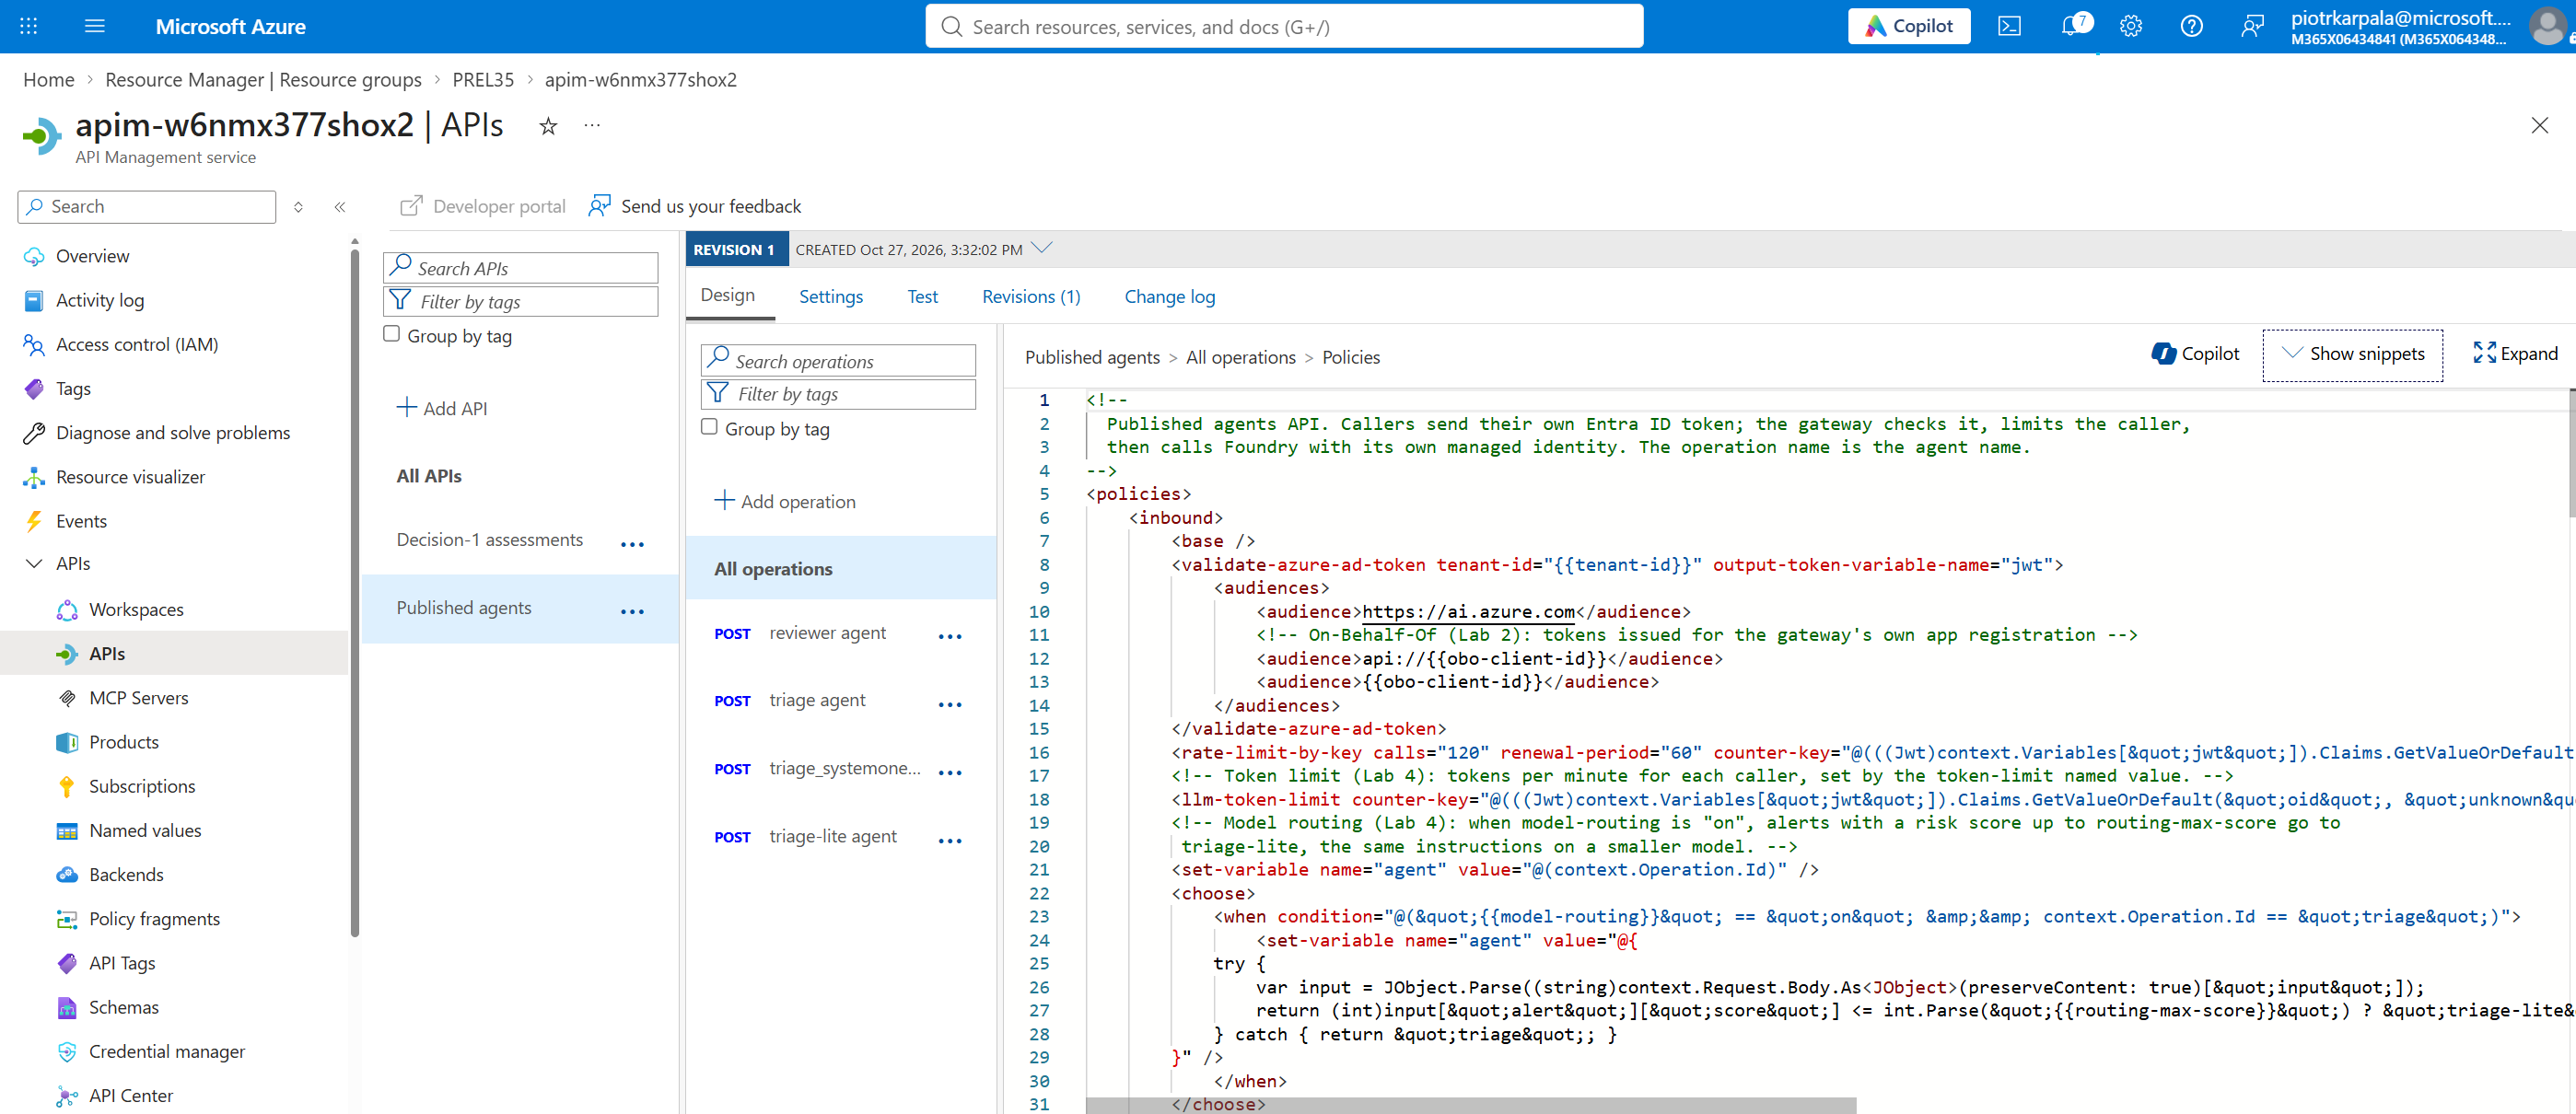 Microsoft Azure
Search resources, services, and docs (G+/)
Copilot
7
piotrkarpala@microsoft....
M365X06434841 (M365X064348...
Home > Resource Manager | Resource groups > PREL35 > apim-w6nmx377shox2
apim-w6nmx377shox2 | APIs
API Management service
Search
Developer portal
Send us your feedback
Overview
Activity log
Access control (IAM)
Tags
Diagnose and solve problems
Resource visualizer
Events
APIs
Workspaces
APIs
MCP Servers
Products
Subscriptions
Named values
Backends
Policy fragments
API Tags
Schemas
Credential manager
API Center
Search APIs
Filter by tags
Group by tag
Add API
All APIs
Decision-1 assessments
Published agents
REVISION 1 CREATED Oct 27, 2026, 3:32:02 PM
Design Settings Test Revisions (1) Change log
Search operations
Filter by tags
Group by tag
Add operation
All operations
POST reviewer agent
POST triage agent
POST triage_systemone...
POST triage-lite agent
Published agents > All operations > Policies
Copilot
Show snippets
Expand
1 <!--
2 Published agents API. Callers send their own Entra ID token; the gateway checks it, limits the caller,
3 then calls Foundry with its own managed identity. The operation name is the agent name.
4 -->
5 <policies>
6 <inbound>
7 <base />
8 <validate-azure-ad-token tenant-id="{{tenant-id}}" output-token-variable-name="jwt">
9 <audiences>
10 <audience>https://ai.azure.com</audience>
11 <!-- On-Behalf-Of (Lab 2): tokens issued for the gateway's own app registration -->
12 <audience>api://{{obo-client-id}}</audience>
13 <audience>{{obo-client-id}}</audience>
14 </audiences>
15 </validate-azure-ad-token>
16 <rate-limit-by-key calls="120" renewal-period="60" counter-key="@(((Jwt)context.Variables[&quot;jwt&quot;]).Claims.GetValueOrDefault
17 <!-- Token limit (Lab 4): tokens per minute for each caller, set by the token-limit named value. -->
18 <llm-token-limit counter-key="@(((Jwt)context.Variables[&quot;jwt&quot;]).Claims.GetValueOrDefault(&quot;oid&quot;, &quot;unknown&qu
19 <!-- Model routing (Lab 4): when model-routing is "on", alerts with a risk score up to routing-max-score go to
20 triage-lite, the same instructions on a smaller model. -->
21 <set-variable name="agent" value="@(context.Operation.Id)" />
22 <choose>
23 <when condition="@(&quot;{{model-routing}}&quot; == &quot;on&quot; &amp;&amp; context.Operation.Id == &quot;triage&quot;)">
24 <set-variable name="agent" value="@{
25 try {
26 var input = JObject.Parse((string)context.Request.Body.As<JObject>(preserveContent: true)[&quot;input&quot;]);
27 return (int)input[&quot;alert&quot;][&quot;score&quot;] <= int.Parse(&quot;{{routing-max-score}}&quot;) ? &quot;triage-lite&
28 } catch { return &quot;triage&quot;; }
29 }" />
30 </when>
31 </choose>